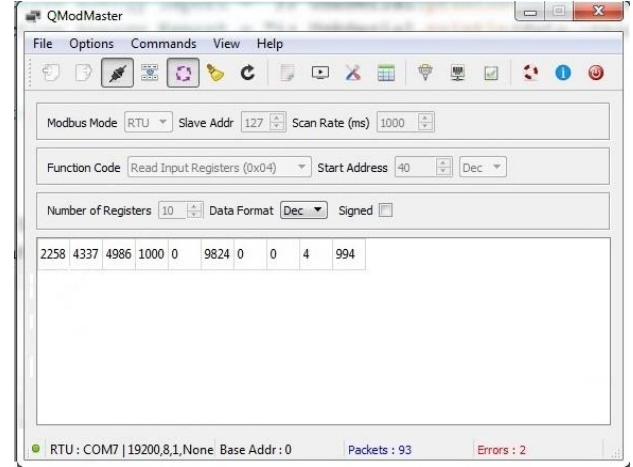 QModMaster
File Options Commands View Help
Modbus Mode RTU Slave Addr 127 Scan Rate (ms) 1000
Function Code Read Input Registers (0x04) Start Address 40 Dec
Number of Registers 10 Data Format Dec Signed
2258 4337 4986 1000 0 9824 0 0 4 994
RTU : COM7 | 19200,8,1,None Base Addr : 0 Packets : 93 Errors : 2